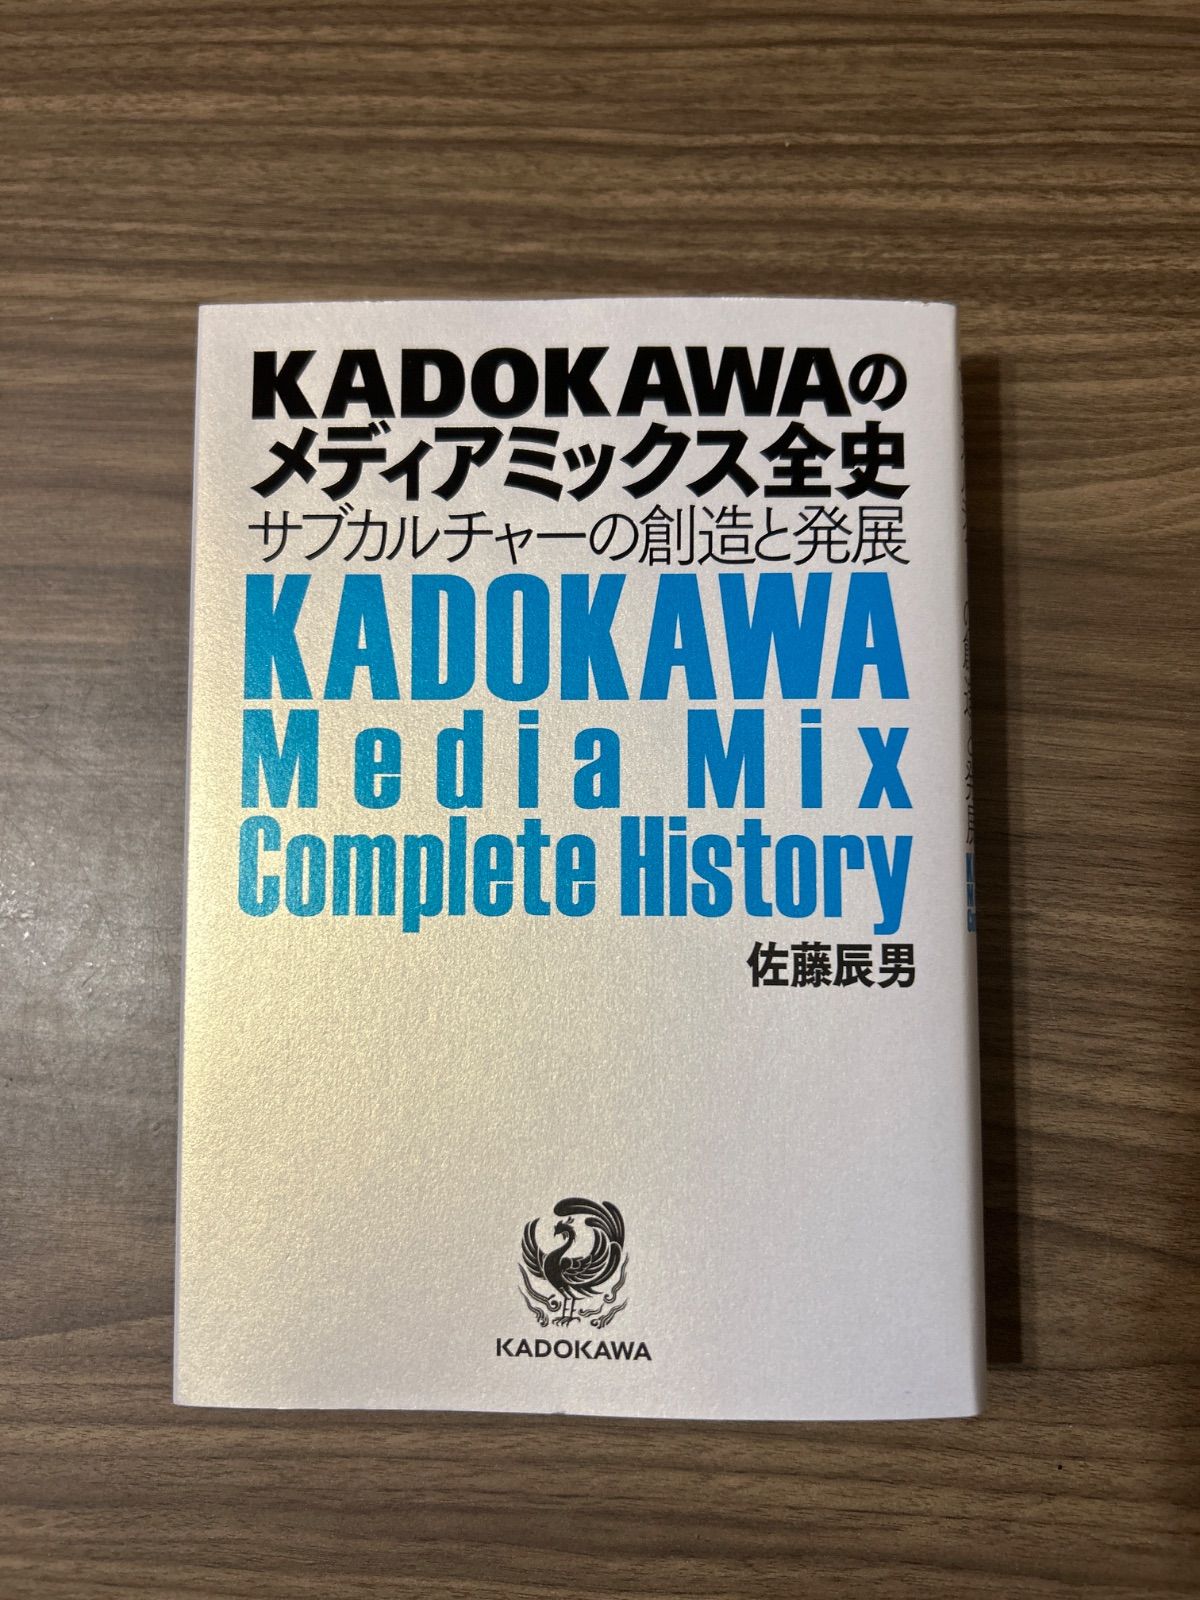 KADOKAWAの
メディアミックス全史
サブカルチャーの創造と発展
KADOKAWA
Media Mix
Complete History
佐藤辰男
KADOKAWA